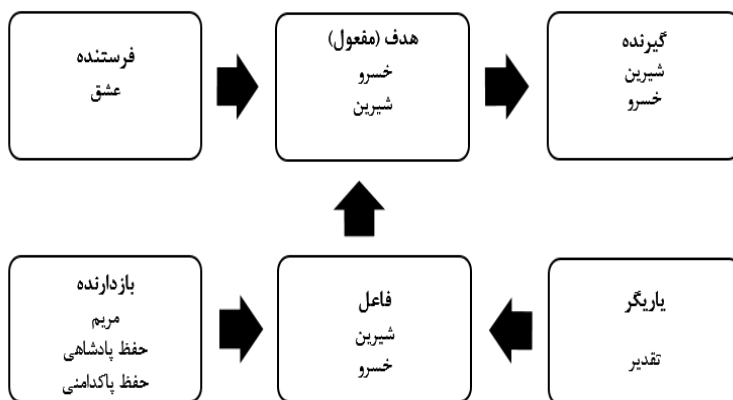 فرستنده
عشق
هدف (مفعول)
خسرو
شیرین
گیرنده
شیرین
خسرو
بازدارنده
مریم
حفظ پادشاهی
حفظ پاکدامنی
فاعل
شیرین
خسرو
یاریگر
تقدیر